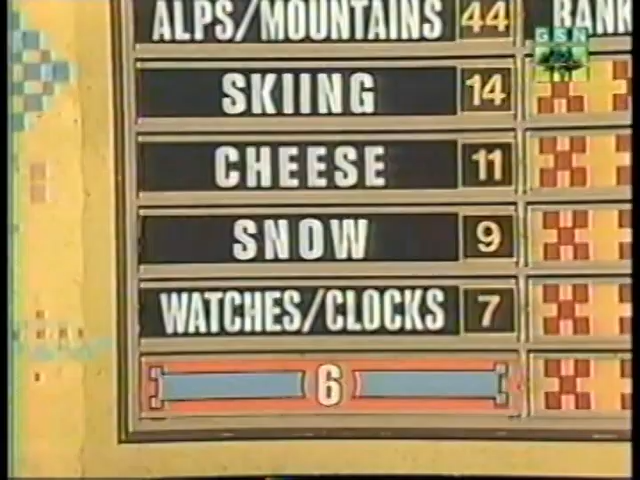 ALPS/MOUNTAINS 44 BANK
GSN
SKIING 14
CHEESE 11
SNOW 9
WATCHES/CLOCKS 7
6